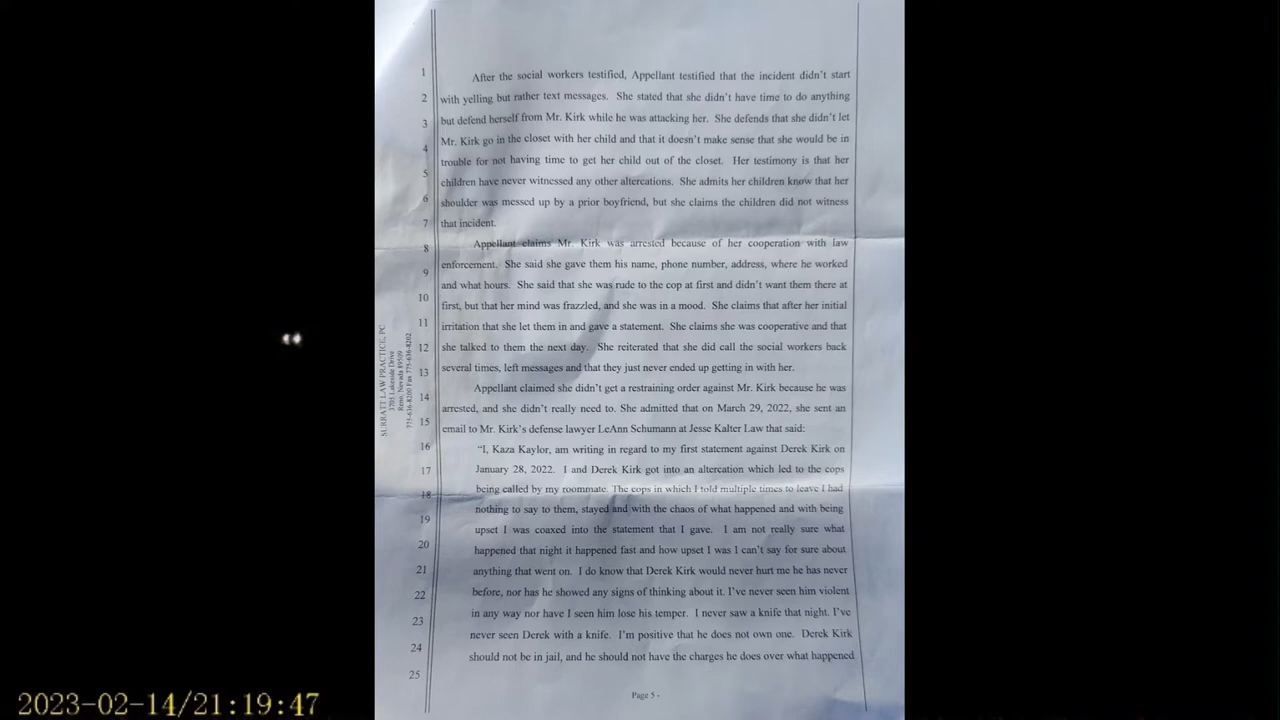 1
After the social workers testified, Appellant testified that the incident didn't start
2
with yelling but rather text messages. She stated that she didn't have time to do anything
3
but defend herself from Mr. Kirk while he was attacking her. She defends that she didn't let
4
Mr. Kirk go in the closet with her child and that it doesn't make sense that she would be in
trouble for not having time to get her child out of the closet. Her testimony is that her
5
children have never witnessed any other altercations. She admits her children know that her
6
shoulder was messed up by a prior boyfriend, but she claims the children did not witness
7
that incident.
8
Appellant claims Mr. Kirk was arrested because of her cooperation with law
9
enforcement. She said she gave them his name, phone number, address, where he worked
and what hours. She said that she was rude to the cop at first and didn't want them there at
10
first, but that her mind was frazzled, and she was in a mood. She claims that after her initial
11
irritation that she let them in and gave a statement. She claims she was cooperative and that
12
she talked to them the next day. She reiterated that she did call the social workers back
13
several times, left messages and that they just never ended up getting in with her.
Appellant claimed she didn't get a restraining order against Mr. Kirk because he was
14
arrested, and she didn't really need to. She admitted that on March 29, 2022, she sent an
15
email to Mr. Kirk's defense lawyer LeAnn Schumann at Jesse Kalter Law that said:
16
"I, Kaza Kaylor, am writing in regard to my first statement against Derek Kirk on
17
January 28, 2022. I and Derek Kirk got into an altercation which led to the cops
18
being called by my roommate. The cops in which I told multiple times to leave I had
nothing to say to them, stayed and with the chaos of what happened and with being
19
upset I was coaxed into the statement that I gave. I am not really sure what
20
happened that night it happened fast and how upset I was I can't say for sure about
21
anything that went on. I do know that Derek Kirk would never hurt me he has never
22
before, nor has he showed any signs of thinking about it. I've never seen him violent
in any way nor have I seen him lose his temper. I never saw a knife that night. I've
23
never seen Derek with a knife. I'm positive that he does not own one. Derek Kirk
24
should not be in jail, and he should not have the charges he does over what happened
25
Page 5 -
SURRATT LAW PRACTICE, PC
3705 Lakeside Drive
Reno, Nevada 89509
775-636-8200 Fax 775-636-8202
2023-02-14/21:19:47